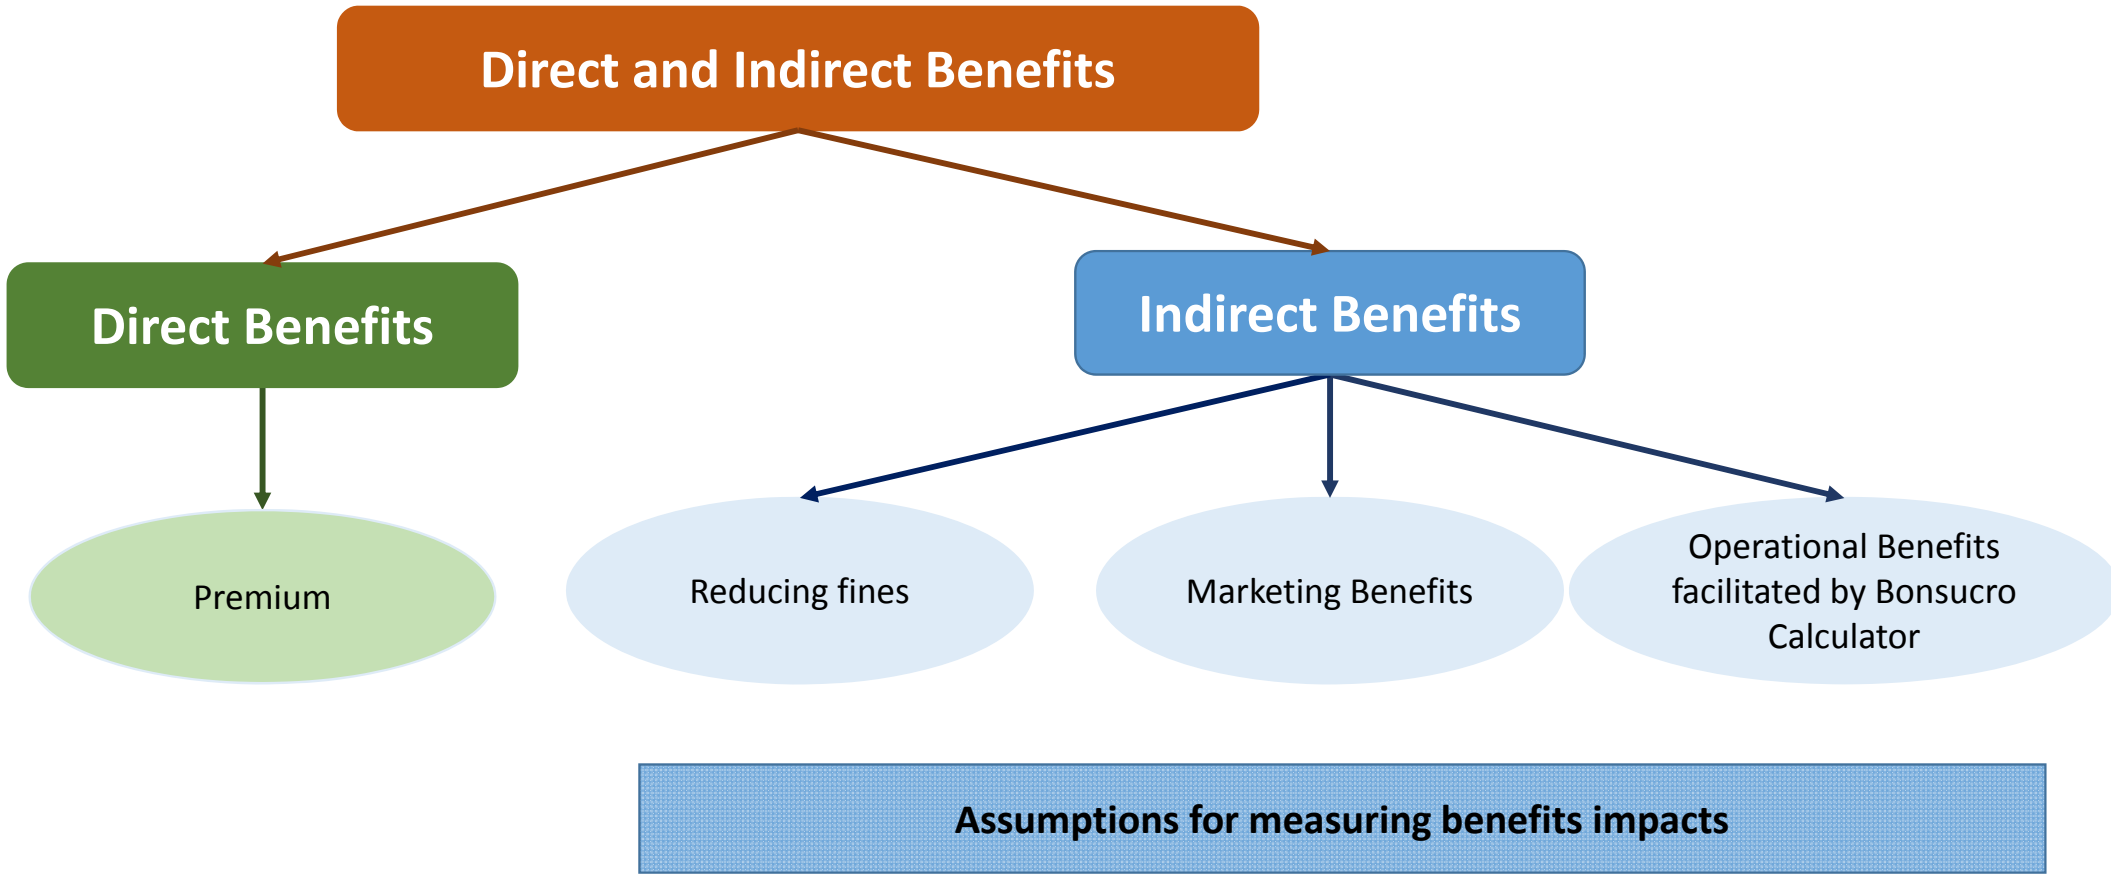 Direct and Indirect Benefits
Direct Benefits
Indirect Benefits
Premium
Reducing fines
Marketing Benefits
Operational Benefits
facilitated by Bonsucro
Calculator
Assumptions for measuring benefits impacts